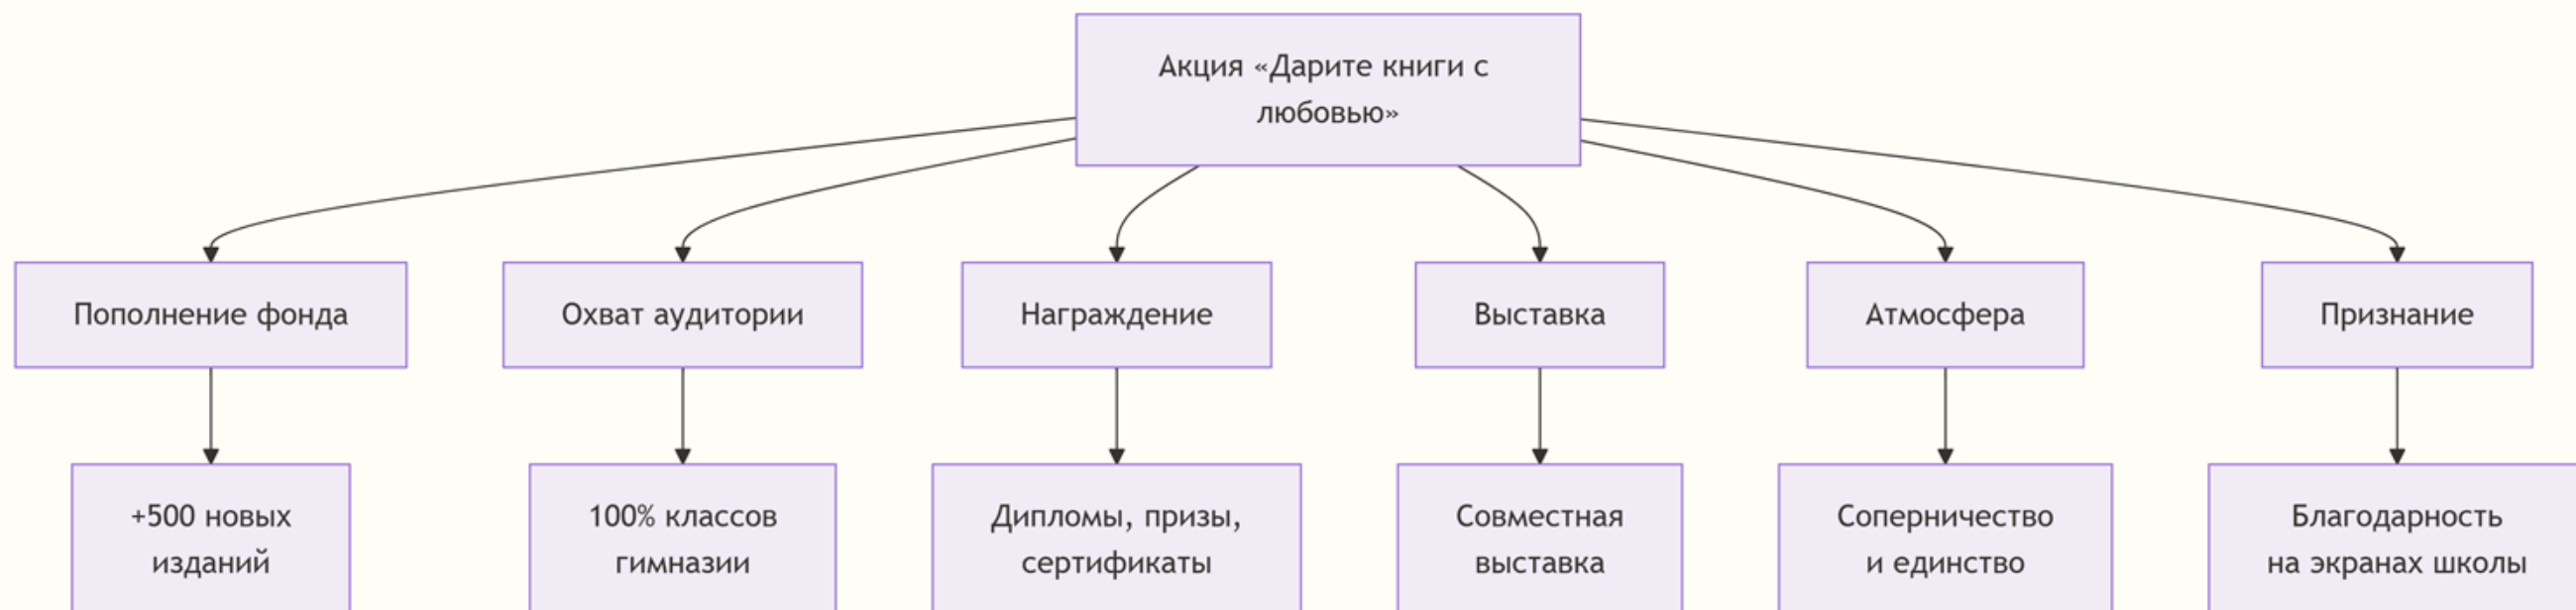 Акция «Дарите книги с
любовью»
Пополнение фонда
Охват аудитории
Награждение
Выставка
Атмосфера
Признание
+500 новых
изданий
100% классов
гимназии
Дипломы, призы,
сертификаты
Совместная
выставка
Соперничество
и единство
Благодарность
на экранах школы